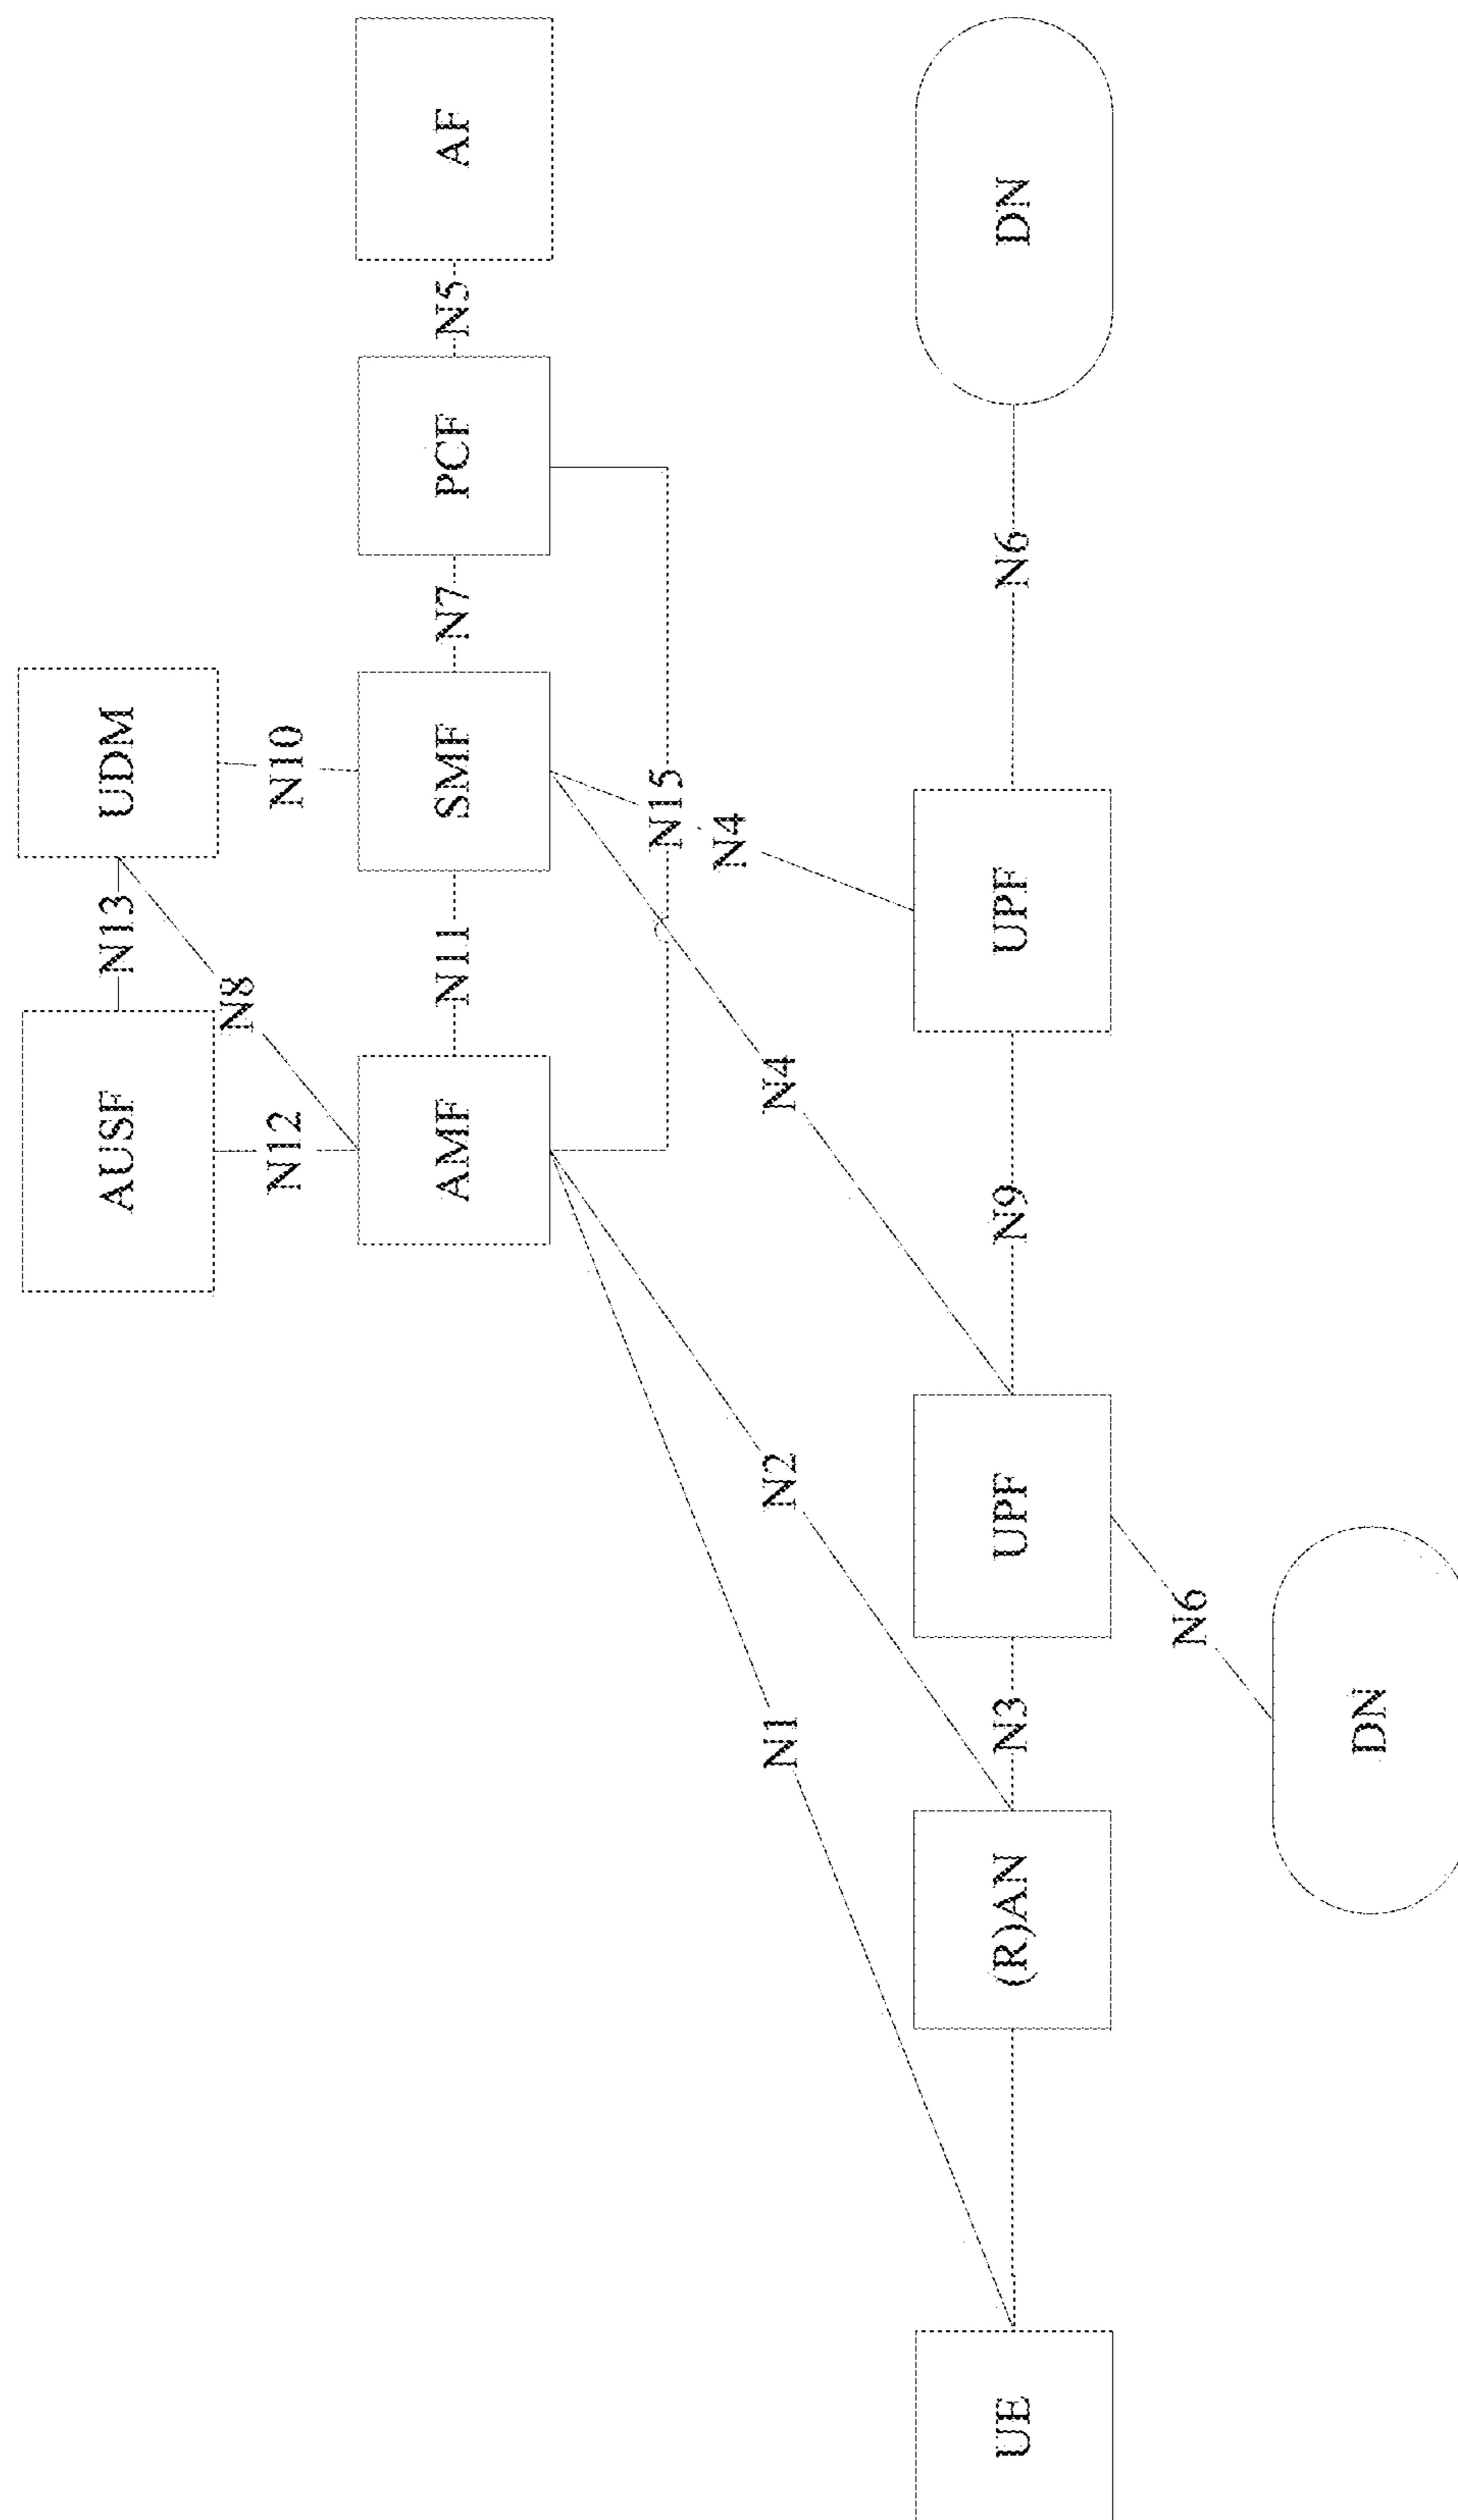 AUSF
N13
UDM
N8
N12
N10
AMF
N11
SMF
N7
PCF
N5
AF
N15
N4
N1
N2
N4
UE
(R)AN
N3
UPF
N9
UPF
N6
DN
N6
DN